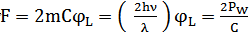 F = 2mCφ_L = (2hν/λ)φ_L = 2P_W/C